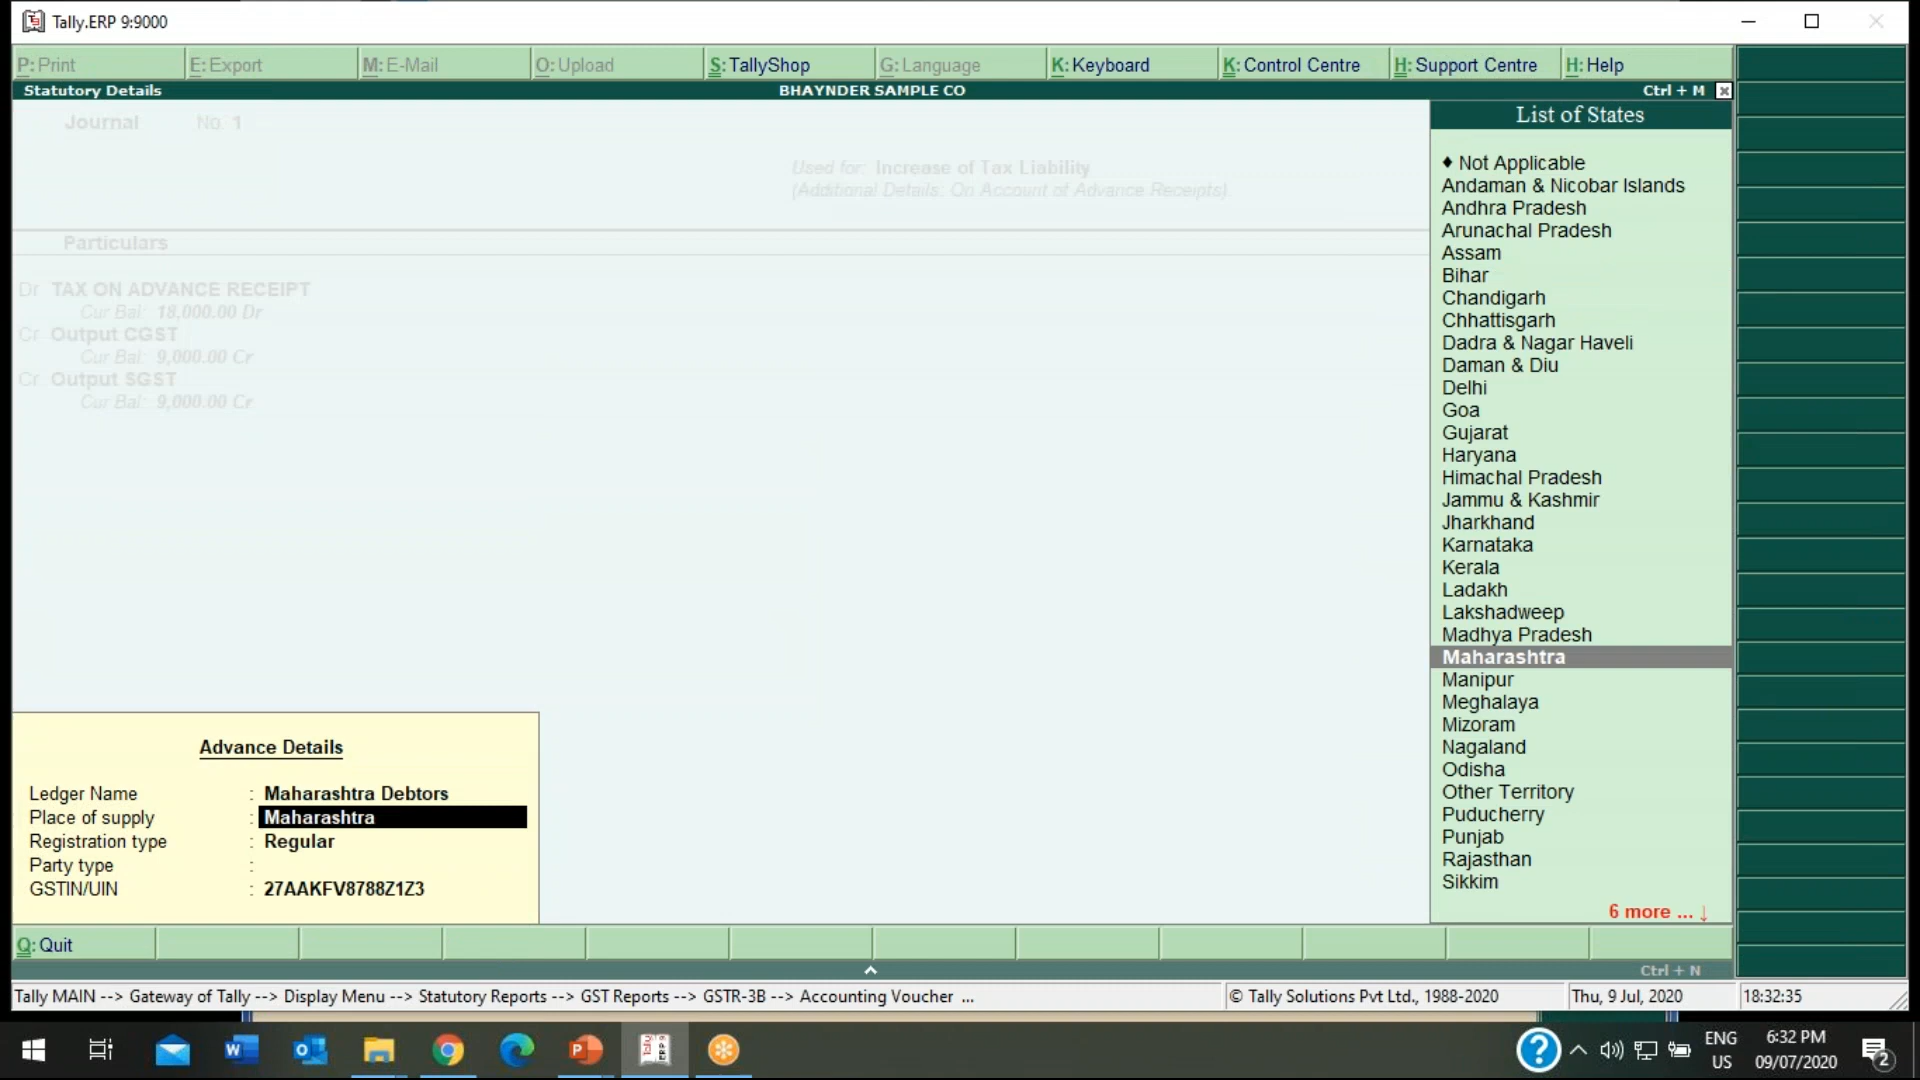 Tally.ERP 9:9000
P: Print E: Export M: E-Mail O: Upload S: TallyShop G: Language K: Keyboard K: Control Centre H: Support Centre H: Help
Statutory Details BHAYNDER SAMPLE CO Ctrl + M
Journal No. 1
Used for: Increase of Tax Liability
(Additional Details: On Account of Advance Receipts)
Particulars
Dr TAX ON ADVANCE RECEIPT
Cur Bal: 18,000.00 Dr
Cr Output CGST
Cur Bal: 9,000.00 Cr
Cr Output SGST
Cur Bal: 9,000.00 Cr
List of States
♦ Not Applicable
Andaman & Nicobar Islands
Andhra Pradesh
Arunachal Pradesh
Assam
Bihar
Chandigarh
Chhattisgarh
Dadra & Nagar Haveli
Daman & Diu
Delhi
Goa
Gujarat
Haryana
Himachal Pradesh
Jammu & Kashmir
Jharkhand
Karnataka
Kerala
Ladakh
Lakshadweep
Madhya Pradesh
Maharashtra
Manipur
Meghalaya
Mizoram
Nagaland
Odisha
Other Territory
Puducherry
Punjab
Rajasthan
Sikkim
6 more ... ↓
Advance Details
Ledger Name : Maharashtra Debtors
Place of supply : Maharashtra
Registration type : Regular
Party type :
GSTIN/UIN : 27AAKFV8788Z1Z3
Q: Quit
Ctrl + N
Tally MAIN --> Gateway of Tally --> Display Menu --> Statutory Reports --> GST Reports --> GSTR-3B --> Accounting Voucher ... © Tally Solutions Pvt Ltd., 1988-2020 Thu, 9 Jul, 2020 18:32:35
ENG
US
6:32 PM
09/07/2020
2